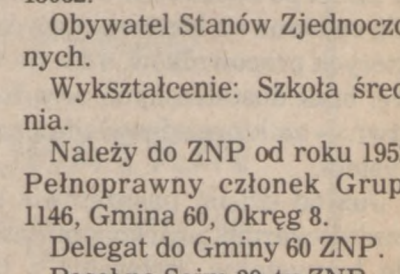 Obywatel Stanów Zjednoczo
nych.
Wykształcenie: Szkoła śred
nia.
Należy do ZNP od roku 195
Pełnoprawny członek Grup
1146, Gmina 60, Okręg 8.
Delegat do Gminy 60 ZNP.